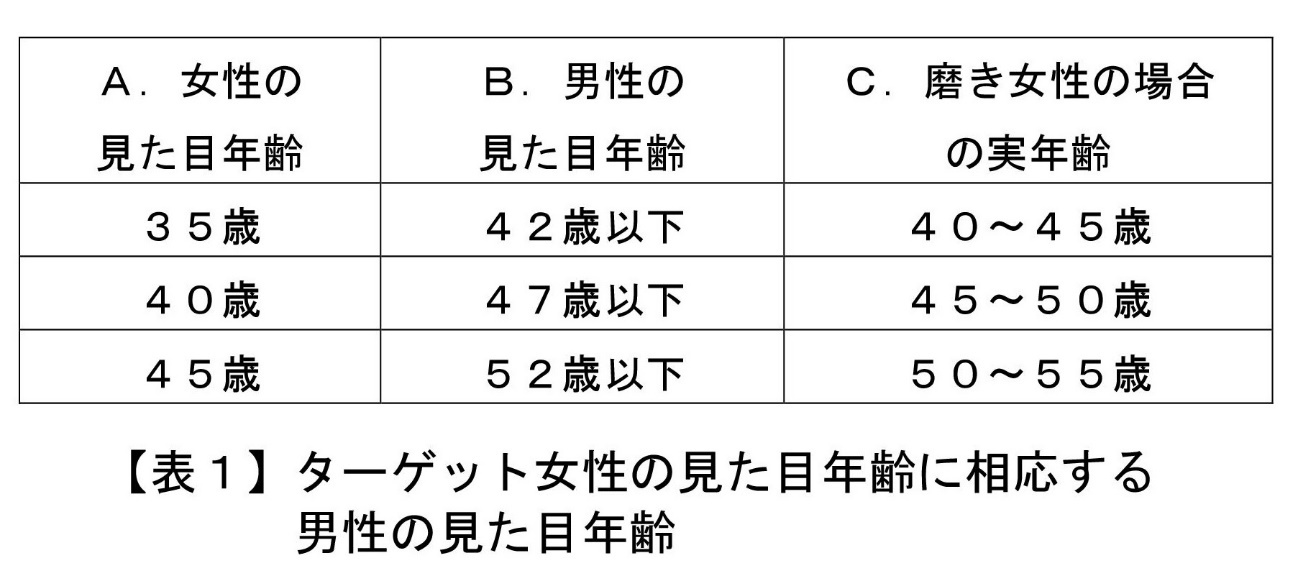 Ａ．女性の
見た目年齢
Ｂ．男性の
見た目年齢
Ｃ．磨き女性の場合
の実年齢
３５歳
４２歳以下
４０～４５歳
４０歳
４７歳以下
４５～５０歳
４５歳
５２歳以下
５０～５５歳
【表１】ターゲット女性の見た目年齢に相応する
男性の見た目年齢